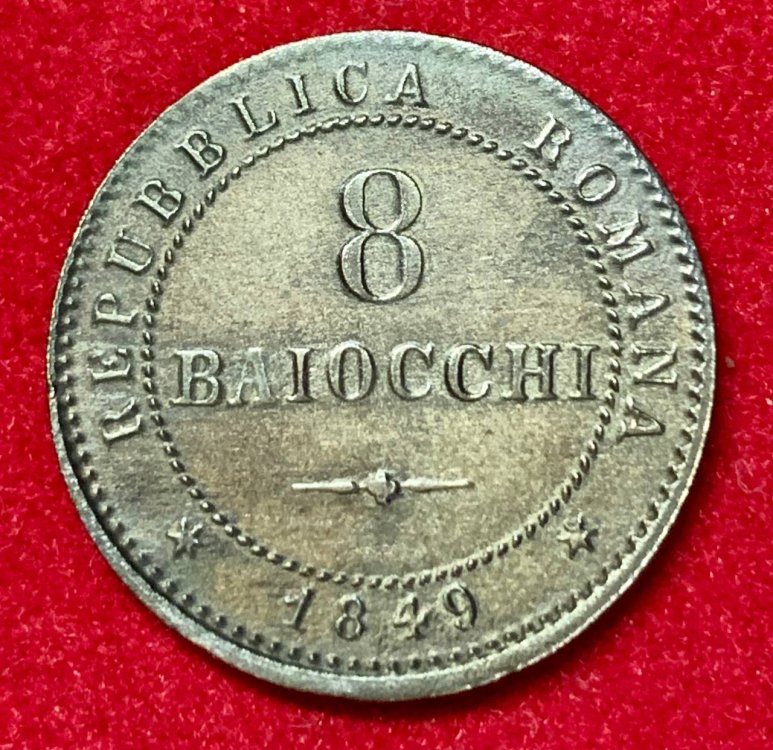 REPUBBLICA ROMANA
8
BAIOCCHI
1849